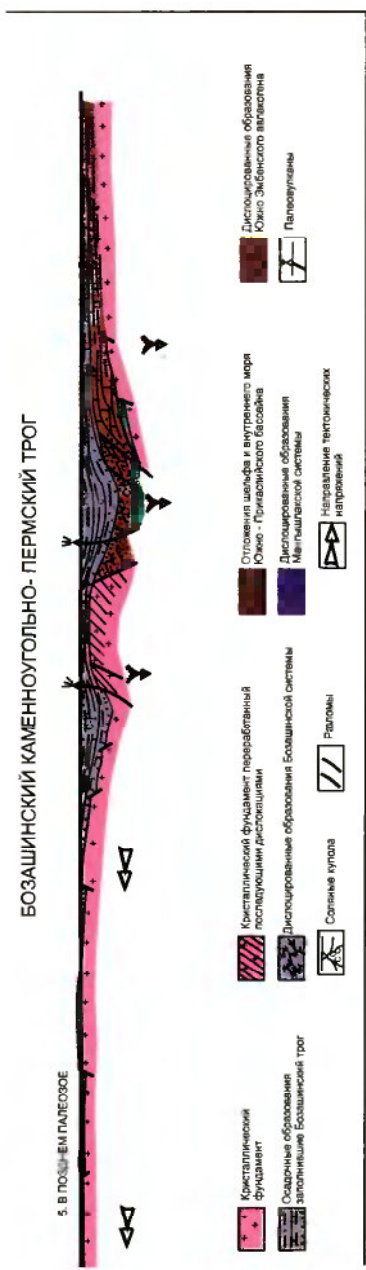 БОЗАШИНСКИЙ КАМЕННОУГОЛЬНО- ПЕРМСКИЙ ТРОГ
5. В ПОЗДНЕМ ПАЛЕОЗОЕ
Кристаллический
фундамент
Кристаллический фундамент переработанный
последующими дислокациями
Отложения шельфа и внутреннего моря
Южно - Прикаспийского бассейна
Дислоцированные образования
Южно Эмбенского авлакогена
Осадочные образования
заполнившие Бозашинский трог
Дислоцированные образования Бозашинской системы
Дислоцированные образования
Мангышлакской системы
Палеовулканы
Соляные купола
Разломы
Направление тектонических
напряжений